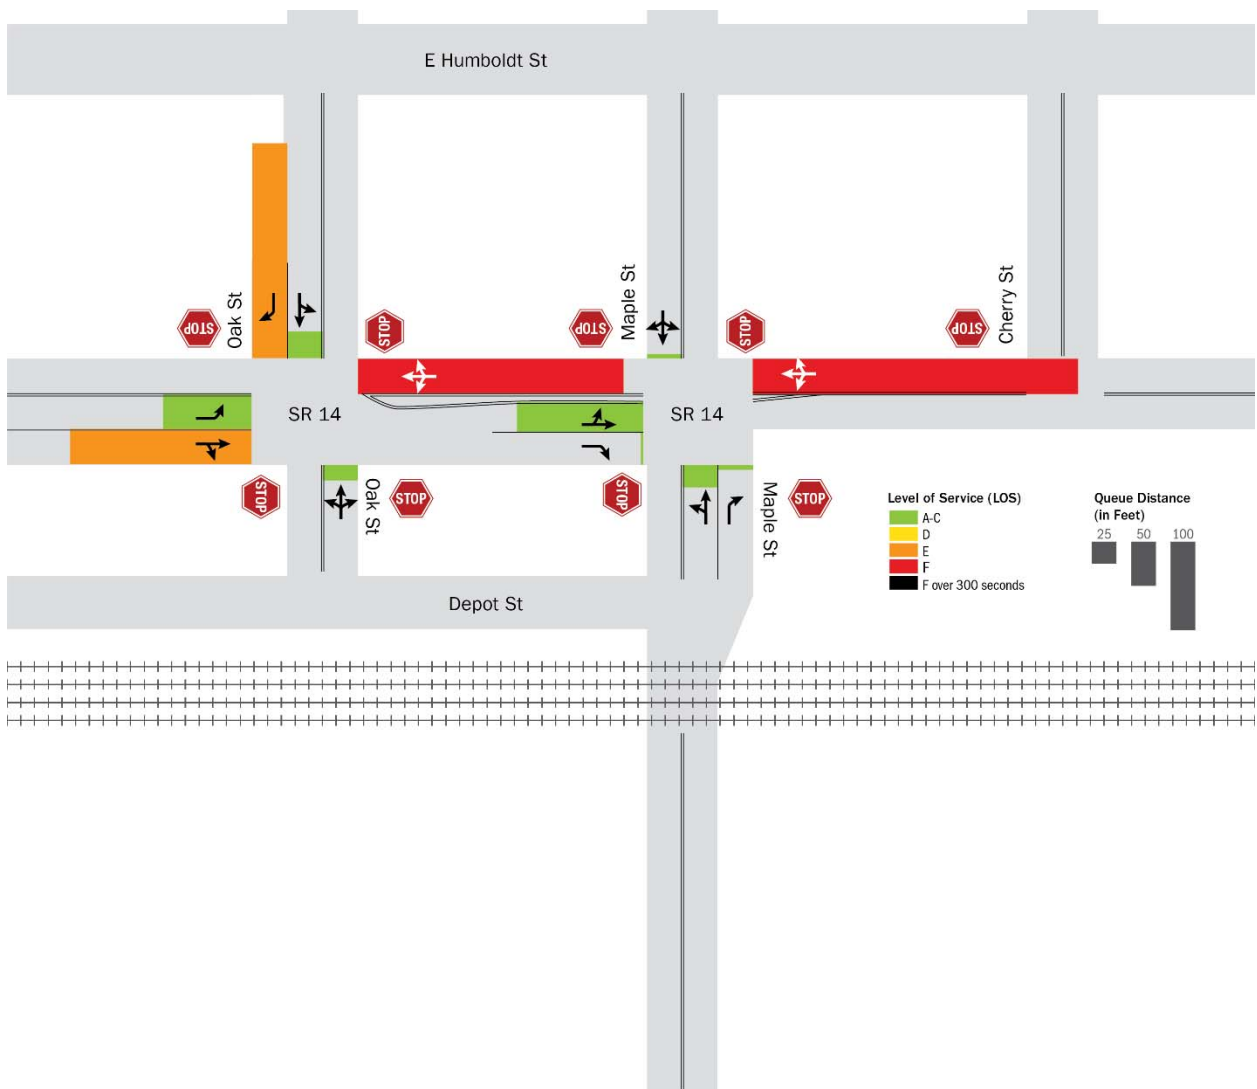 E Humboldt St
STOP
Oak St
STOP
STOP
Maple St
STOP
STOP
Cherry St
SR 14
SR 14
STOP
Oak St
STOP
STOP
Maple St
STOP
Level of Service (LOS)
A-C
D
E
F
F over 300 seconds
Queue Distance
(in Feet)
25
50
100
Depot St